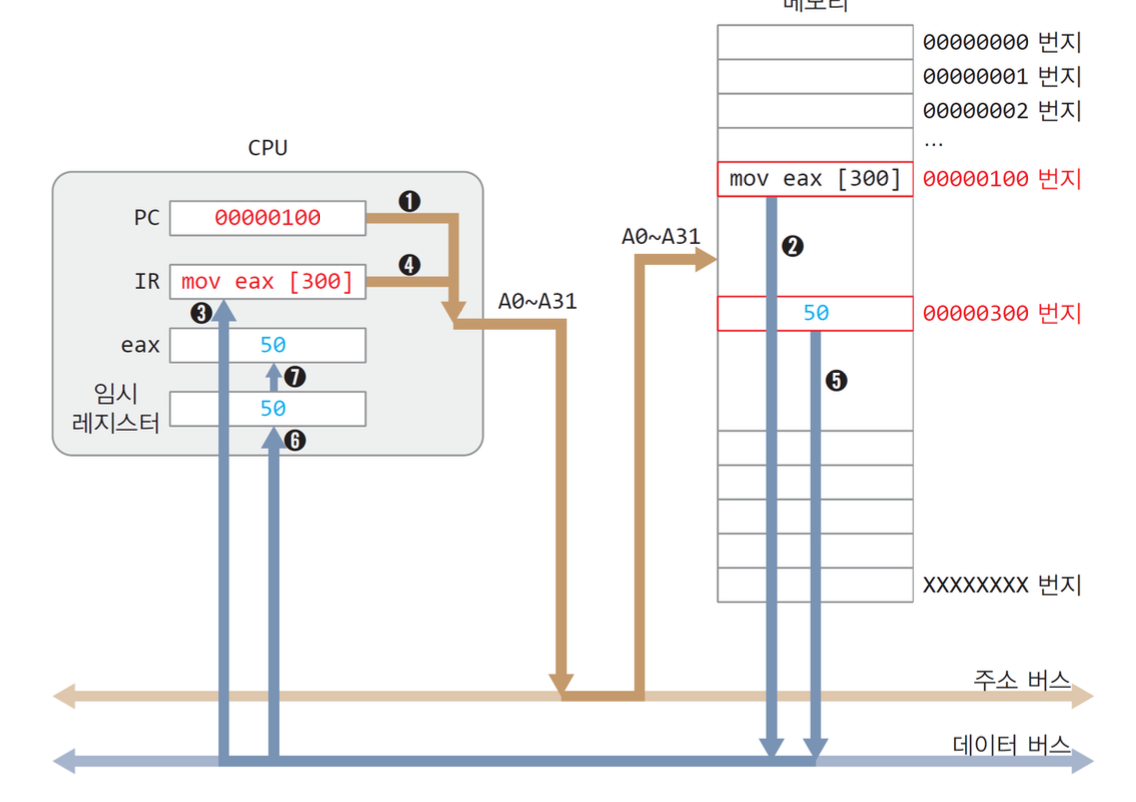 메모리
00000000 번지
00000001 번지
00000002 번지
...
CPU
mov eax [300] 00000100 번지
PC 00000100 ❶
A0~A31 ❷
IR mov eax [300] ❹
❸ A0~A31
50 00000300 번지
eax 50
❼ ❺
임시
레지스터 50
❻
XXXXXXXX 번지
주소 버스
데이터 버스